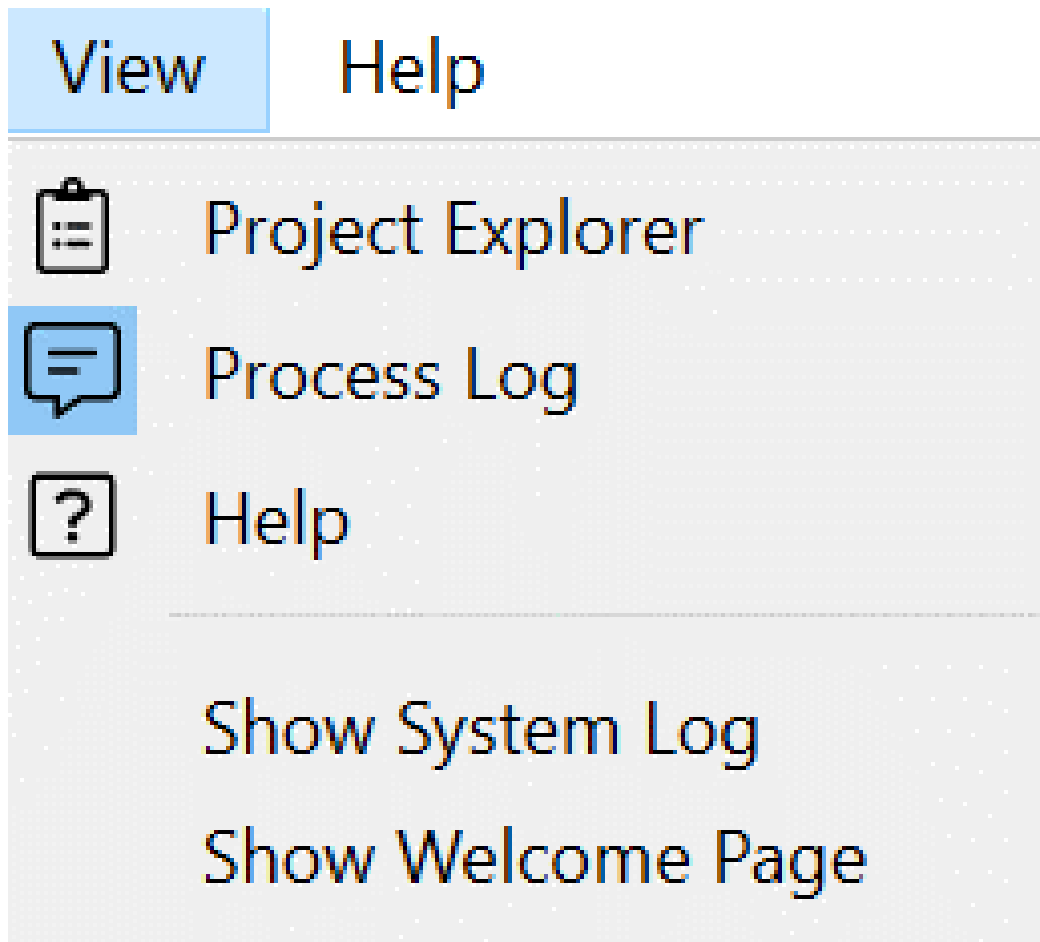 View Help
Project Explorer
Process Log
? Help
Show System Log
Show Welcome Page